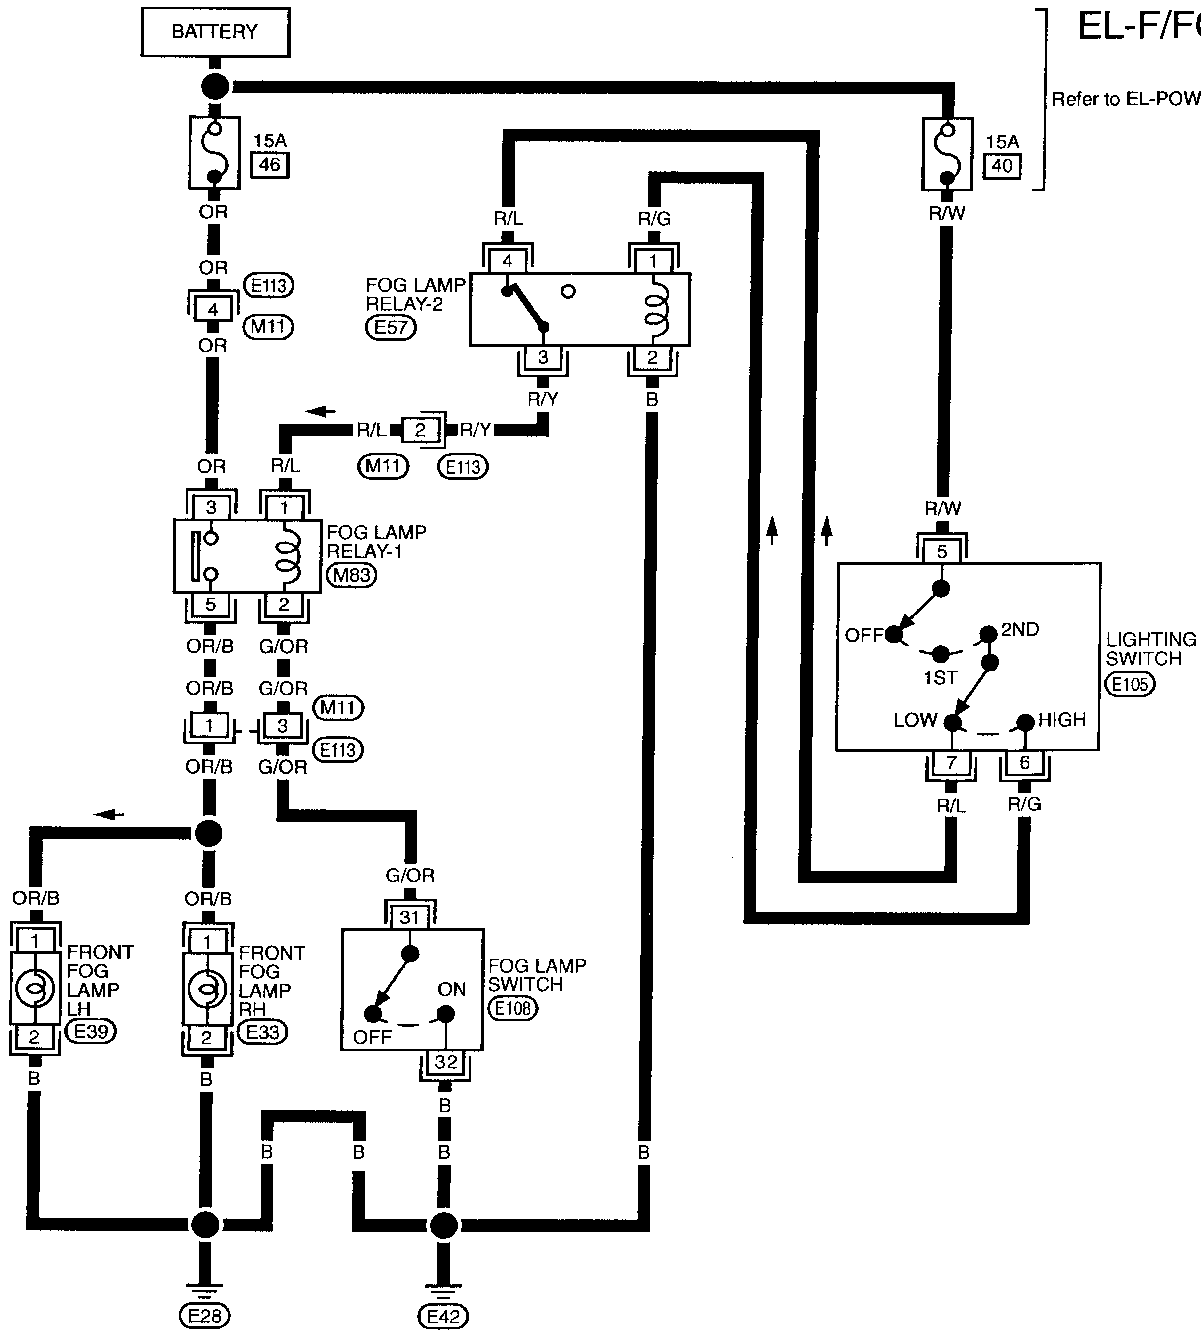 BATTERY
EL-F/FO
Refer to EL-POW
15A
46
15A
40
OR
R/L
R/G
R/W
4
1
OR
E113
4
M11
OR
FOG LAMP
RELAY-2
E57
3
2
R/Y
B
R/L
2
R/Y
M11
E113
OR
R/L
R/W
3
1
5
FOG LAMP
RELAY-1
M83
5
2
OR/B
G/OR
OFF
2ND
1ST
LOW
HIGH
LIGHTING
SWITCH
E105
OR/B
G/OR
M11
1
3
E113
OR/B
G/OR
7
6
R/L
R/G
G/OR
OR/B
OR/B
31
1
FRONT
FOG
LAMP
LH
E39
2
1
FRONT
FOG
LAMP
RH
E33
2
FOG LAMP
SWITCH
E108
ON
OFF
32
B
B
B
B
B
B
B
E28
E42